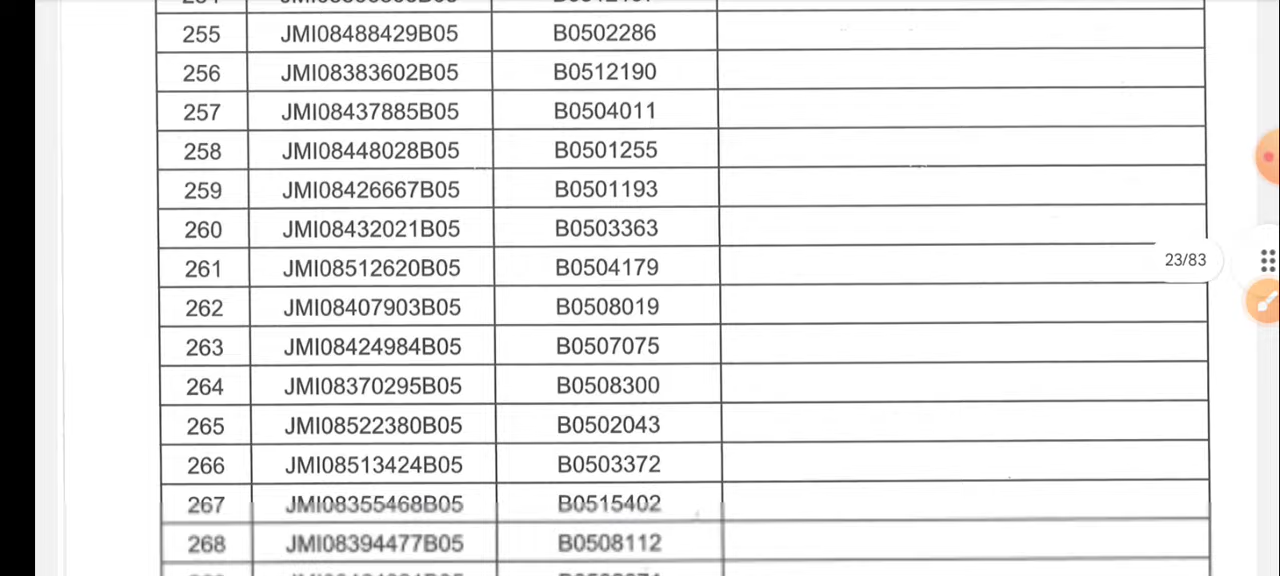 255 JMI08488429B05 B0502286
256 JMI08383602B05 B0512190
257 JMI08437885B05 B0504011
258 JMI08448028B05 B0501255
259 JMI08426667B05 B0501193
260 JMI08432021B05 B0503363
261 JMI08512620B05 B0504179
23/83
262 JMI08407903B05 B0508019
263 JMI08424984B05 B0507075
264 JMI08370295B05 B0508300
265 JMI08522380B05 B0502043
266 JMI08513424B05 B0503372
267 JMI08355468B05 B0515402
268 JMI08394477B05 B0508112